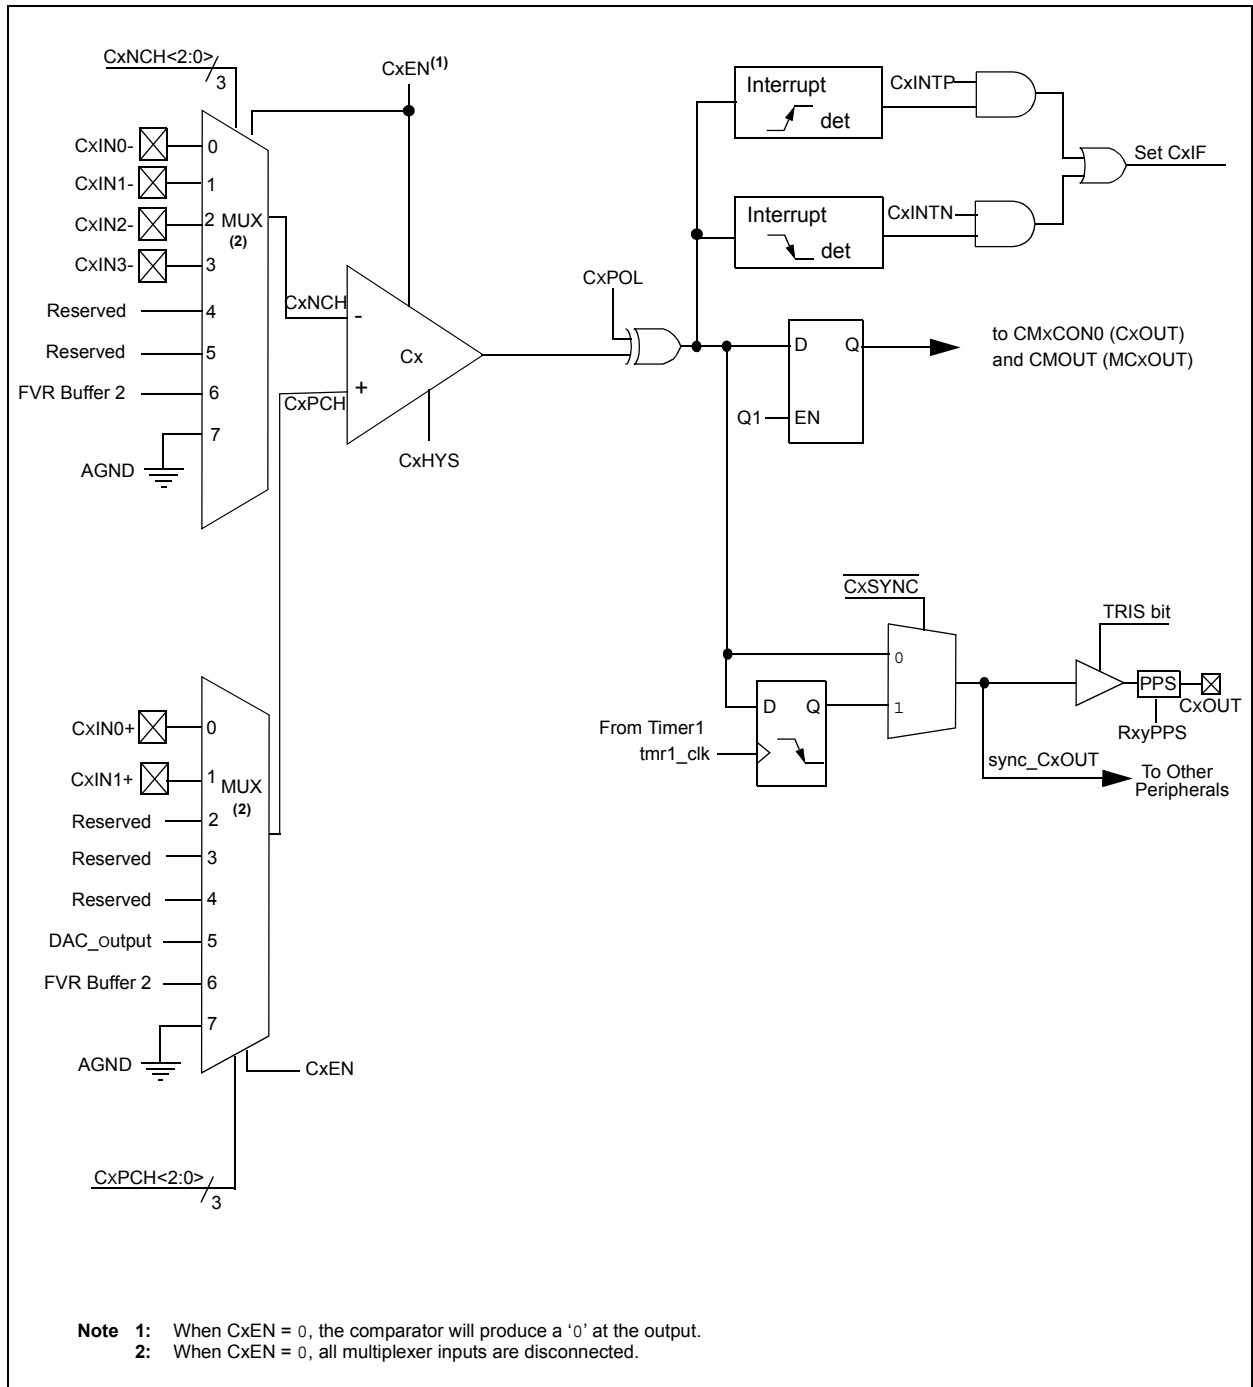 CxNCH<2:0>
3
CxEN(1)
CxIN0-
0
CxIN1-
1
CxIN2-
2 MUX
(2)
CxIN3-
3
Reserved
4
Reserved
5
FVR Buffer 2
6
7
AGND
CxNCH
-
Cx
+
CxPCH
CxHYS
CxPOL
Interrupt
det
CxINTP
Interrupt
det
CxINTN
Set CxIF
D Q
Q1
EN
to CMxCON0 (CxOUT)
and CMOUT (MCxOUT)
CxSYNC
0
1
D Q
From Timer1
tmr1_clk
TRIS bit
PPS
CxOUT
RxyPPS
sync_CxOUT
To Other
Peripherals
CxIN0+
0
CxIN1+
1
MUX
(2)
Reserved
2
Reserved
3
Reserved
4
DAC_output
5
FVR Buffer 2
6
7
AGND
CxEN
CxPCH<2:0>
3
Note 1: When CxEN = 0, the comparator will produce a ‘0’ at the output.
2: When CxEN = 0, all multiplexer inputs are disconnected.